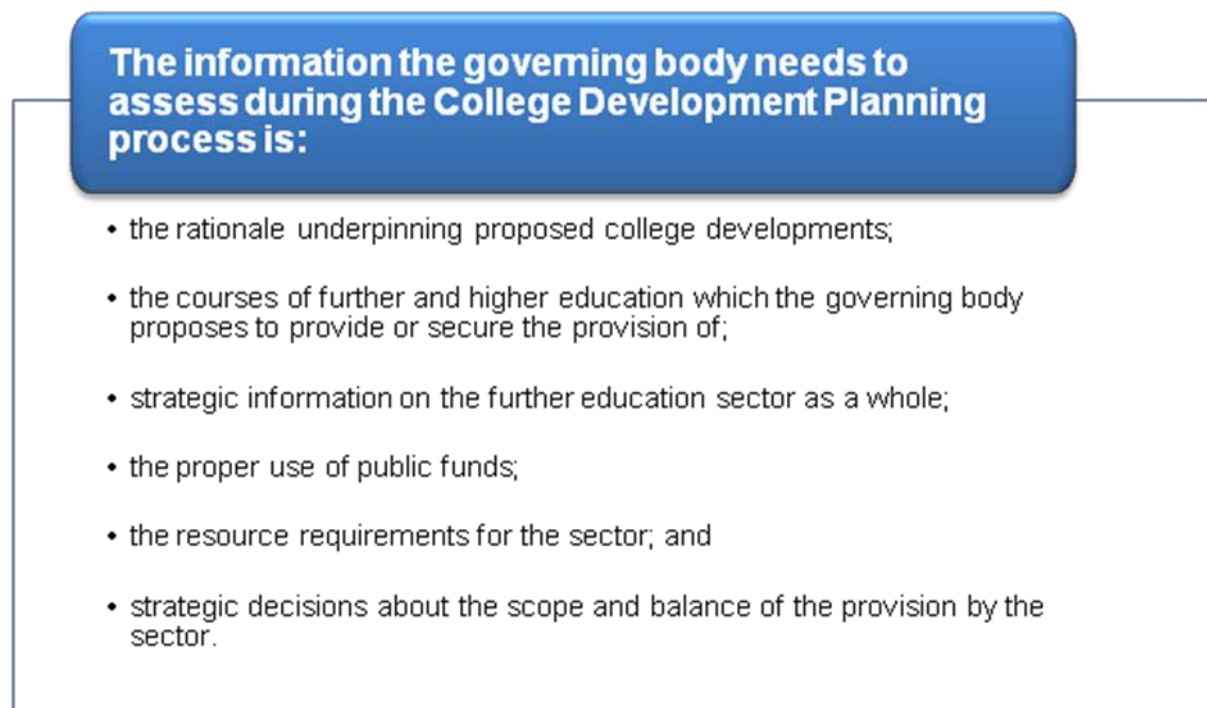 The information the governing body needs to
assess during the College Development Planning
process is:
• the rationale underpinning proposed college developments;
• the courses of further and higher education which the governing body
proposes to provide or secure the provision of;
• strategic information on the further education sector as a whole;
• the proper use of public funds;
• the resource requirements for the sector; and
• strategic decisions about the scope and balance of the provision by the
sector.